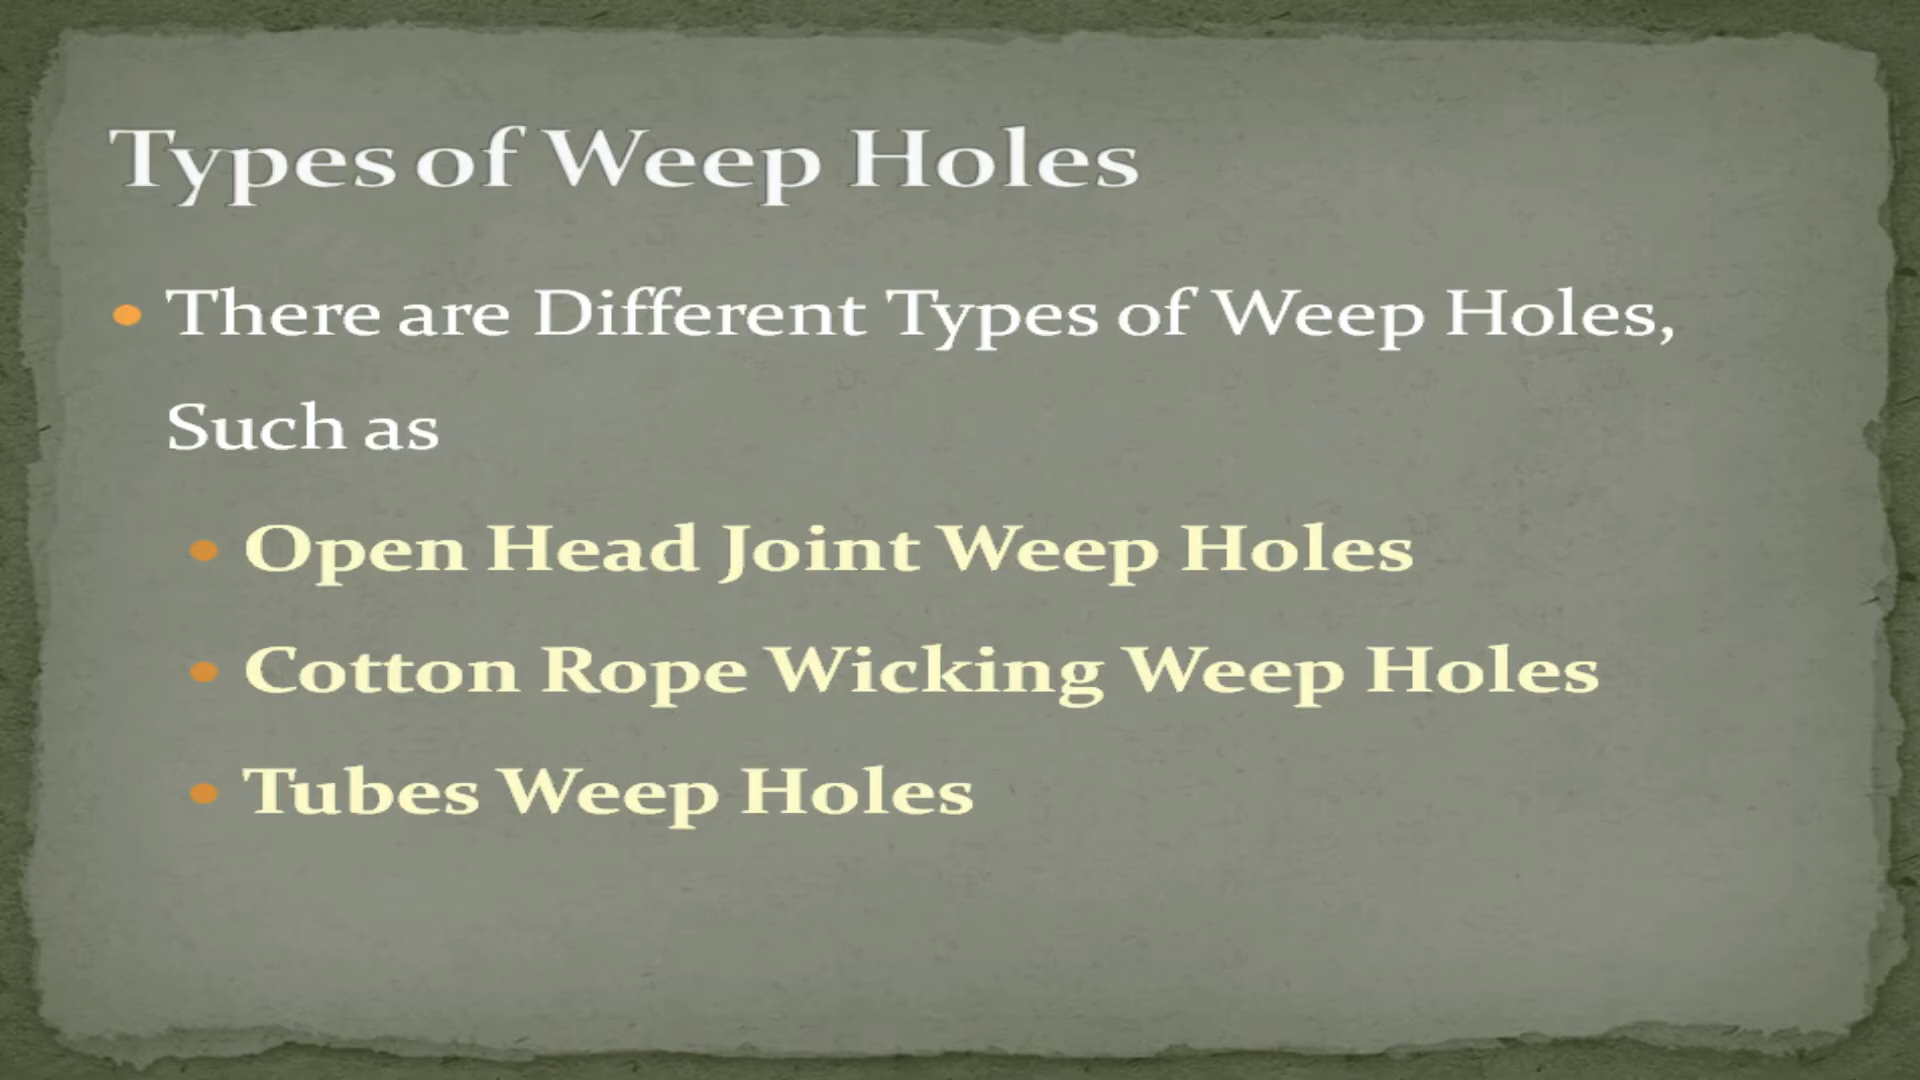 Types of Weep Holes
There are Different Types of Weep Holes,
Such as
Open Head Joint Weep Holes
Cotton Rope Wicking Weep Holes
Tubes Weep Holes